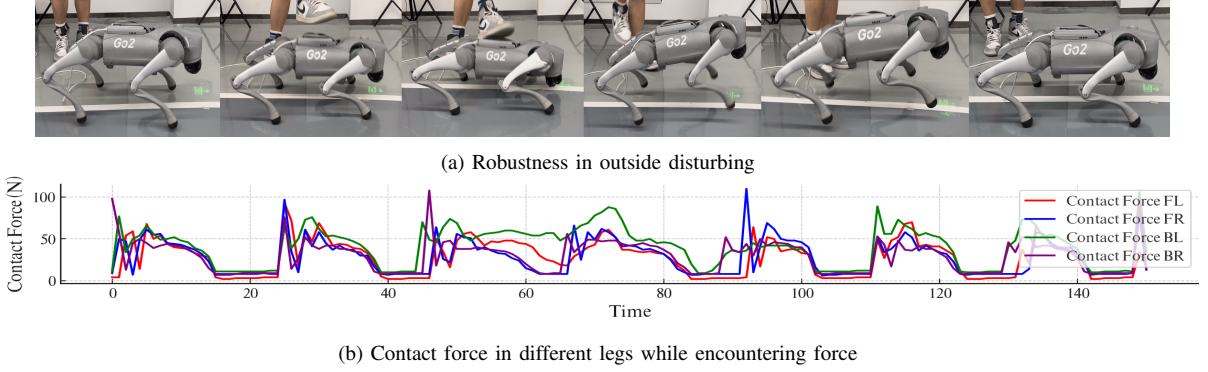 Go2 Go2 Go2 Go2 Go2 Go2
(a) Robustness in outside disturbing
Contact Force(N)
100
50
0
Contact Force FL
Contact Force FR
Contact Force BL
Contact Force BR
0 20 40 60 80 100 120 140
Time
(b) Contact force in different legs while encountering force